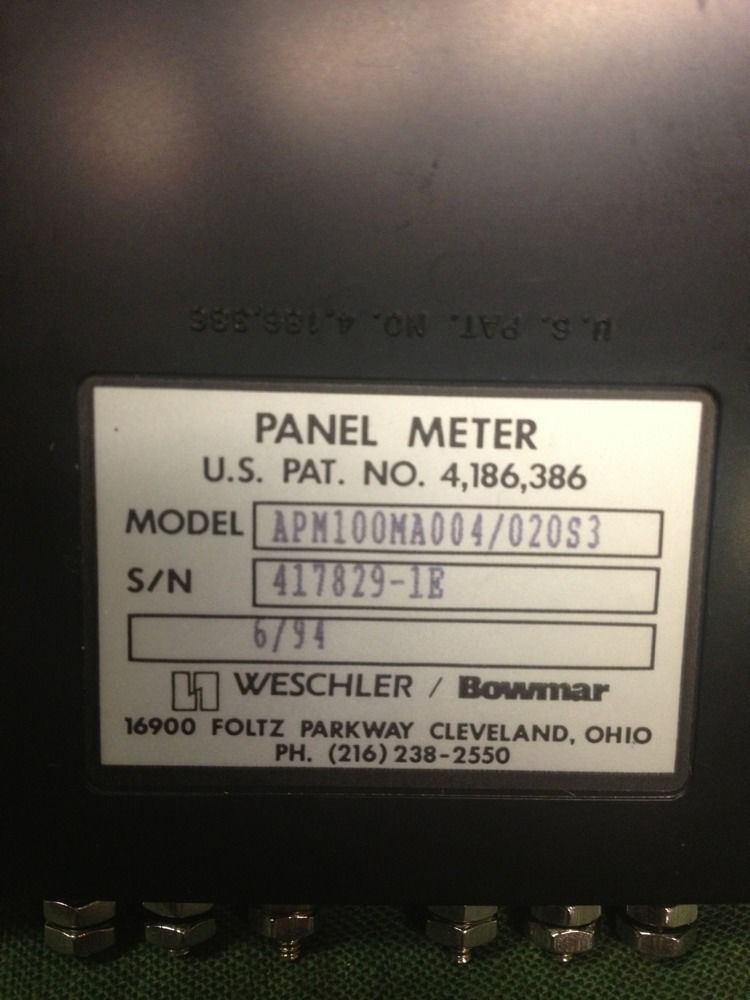 U.S. PAT. NO. 4,186,386
PANEL METER
U.S. PAT. NO. 4,186,386
MODEL APM100MA004/020S3
S/N 417829-1E
6/94
WESCHLER / Bowmar
16900 FOLTZ PARKWAY CLEVELAND, OHIO
PH. (216) 238-2550